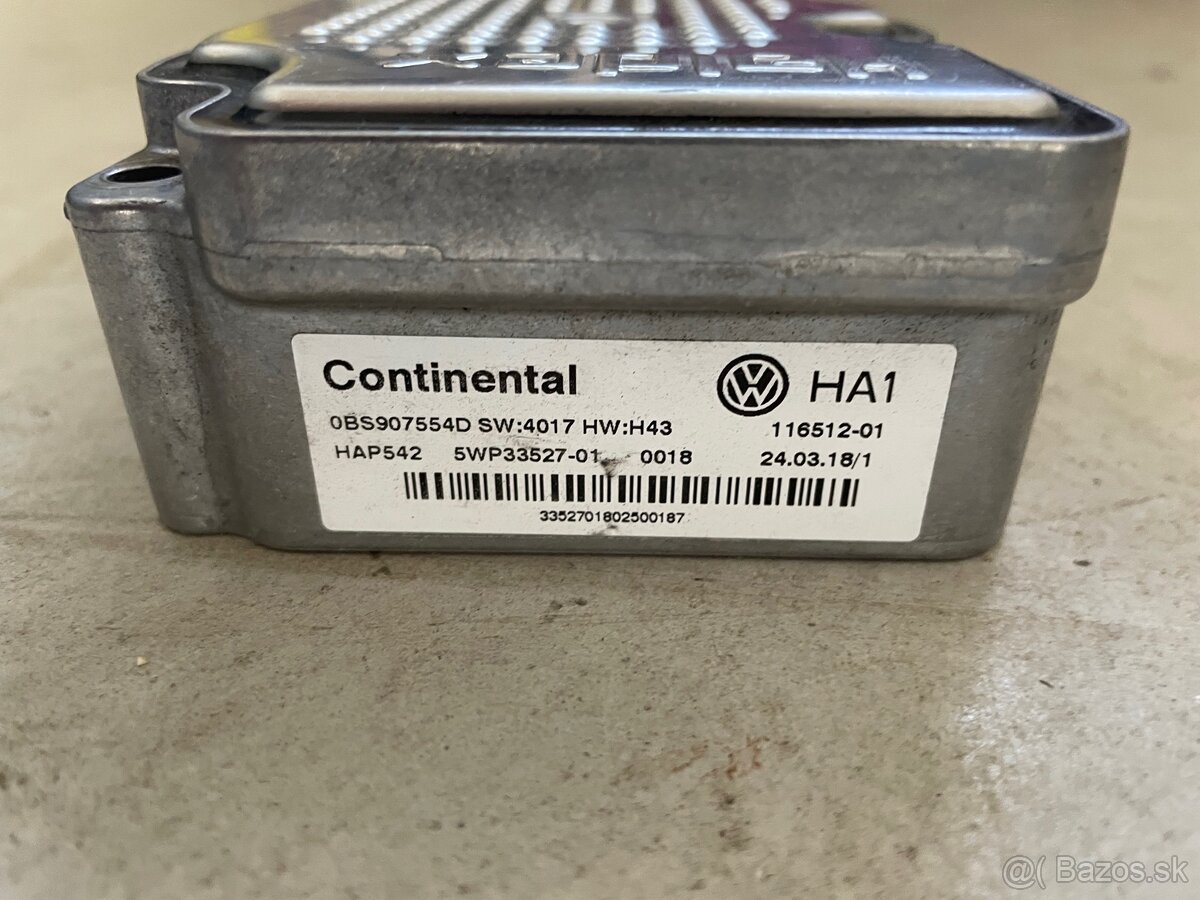 Continental VW HA1
0BS907554D SW:4017 HW:H43 116512-01
HAP542 5WP33527-01 0018 24.03.18/1
3352701802500187
@( Bazos.sk